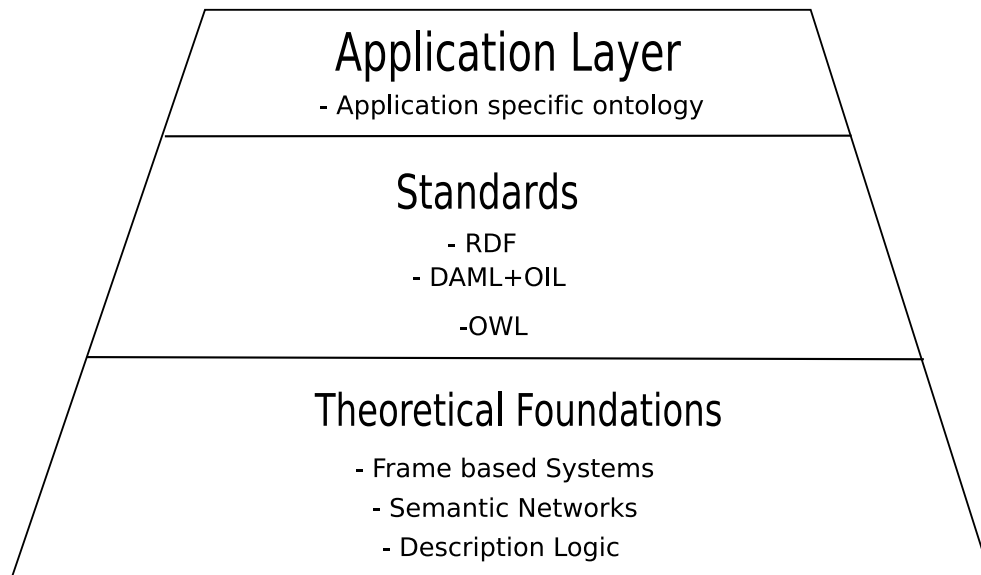 Application Layer
- Application specific ontology
Standards
- RDF
- DAML+OIL
-OWL
Theoretical Foundations
- Frame based Systems
- Semantic Networks
- Description Logic